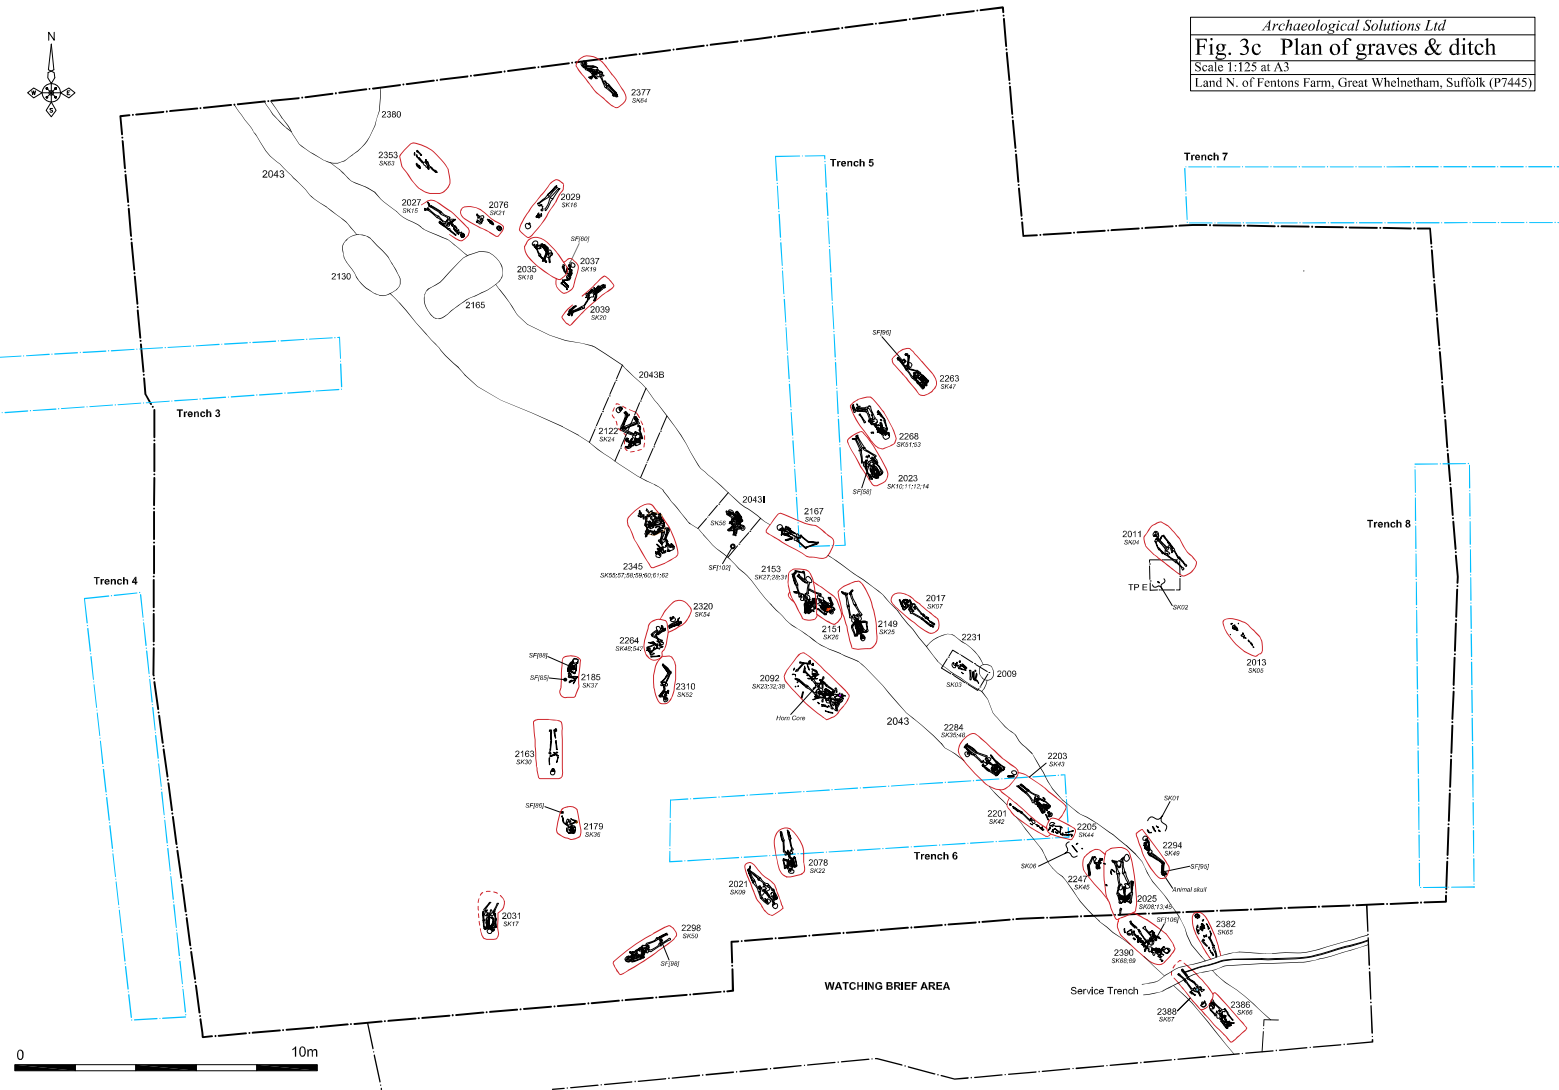 Archaeological Solutions Ltd
Fig. 3c Plan of graves & ditch
Scale 1:125 at A3
Land N. of Fentons Farm, Great Whelnetham, Suffolk (P7445)
N
W
E
S
2377
SK64
2380
2353
SK63
2043
Trench 5
Trench 7
2027
SK15
2076
SK21
2029
SK16
SF[60]
2035
SK18
2037
SK19
2130
2165
2039
SK20
SF[96]
2263
SK47
2043B
Trench 3
2122
SK24
2268
SK51;53
2023
SK10;11;12;14
SF[58]
2043I
SK56
2167
SK29
Trench 8
2011
SK04
2345
SK55;57;58;59;60;61;62
SF[102]
2153
SK27;28;31
Trench 4
TP E
SK02
2320
SK54
2017
SK07
2151
SK26
2149
SK25
2264
SK46;54?
2231
SF[88]
SF[85]
2185
SK37
2310
SK52
2092
SK23;32;38
SK03
2009
2013
SK05
Horn Core
2043
2163
SK30
2284
SK35;48
2203
SK43
SF[86]
2179
SK36
2201
SK42
2205
SK44
SK01
Trench 6
2294
SK49
SK06
SF[95]
2078
SK22
2021
SK09
2247
SK45
Animal skull
2025
SK08;13;45
2031
SK17
SF[106]
2382
SK65
2298
SK50
SF[98]
2390
SK68;69
WATCHING BRIEF AREA
Service Trench
2388
SK67
2386
SK66
0
10m